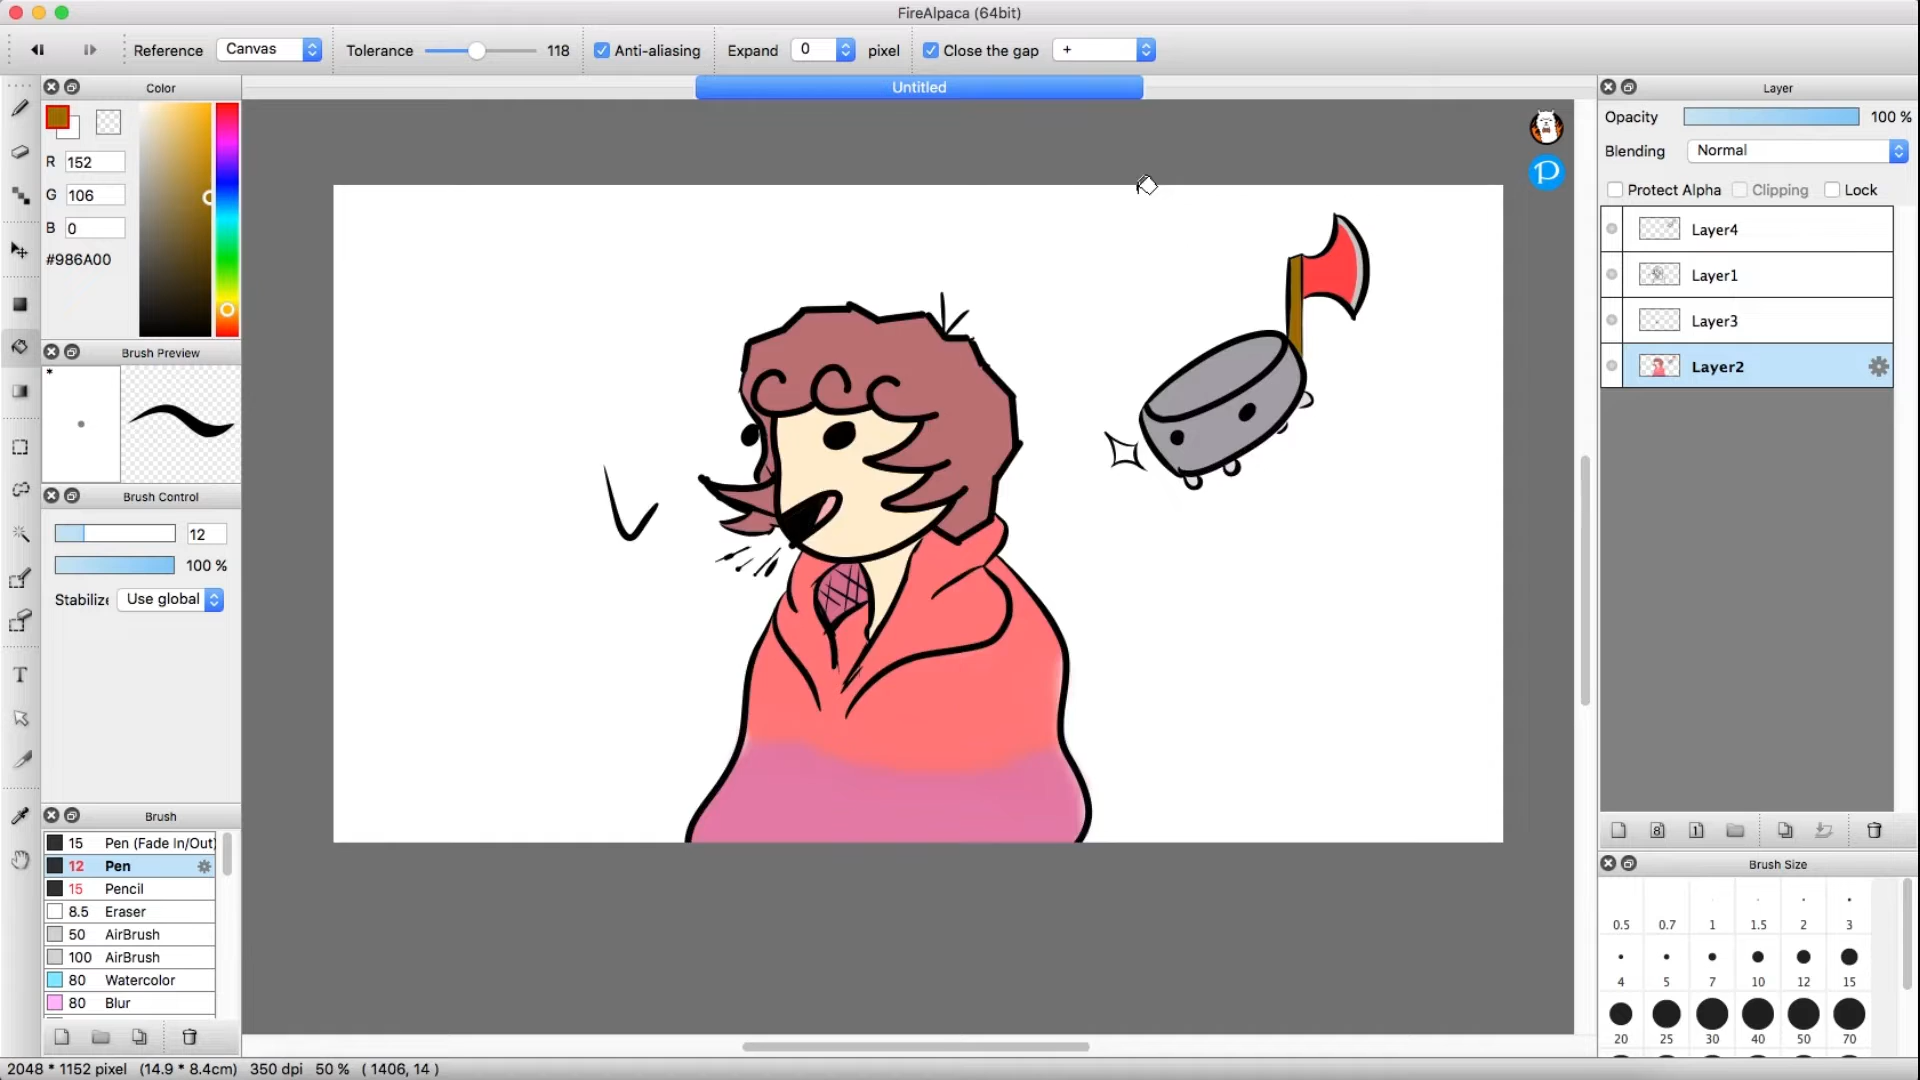 FireAlpaca (64bit)
Reference Canvas Tolerance 118 Anti-aliasing Expand 0 pixel Close the gap +
Color
Untitled
Layer
R 152
G 106
B 0
#986A00
Opacity 100 %
Blending Normal
Protect Alpha Clipping Lock
Layer4
Layer1
Layer3
Layer2
Brush Preview
*
Brush Control
12
100 %
Stabilize Use global
T
Brush
15 Pen (Fade In/Out)
12 Pen
15 Pencil
8.5 Eraser
50 AirBrush
100 AirBrush
80 Watercolor
80 Blur
8 1
Brush Size
0.5 0.7 1 1.5 2 3
4 5 7 10 12 15
20 25 30 40 50 70
2048 * 1152 pixel (14.9 * 8.4cm) 350 dpi 50 % ( 1406, 14 )